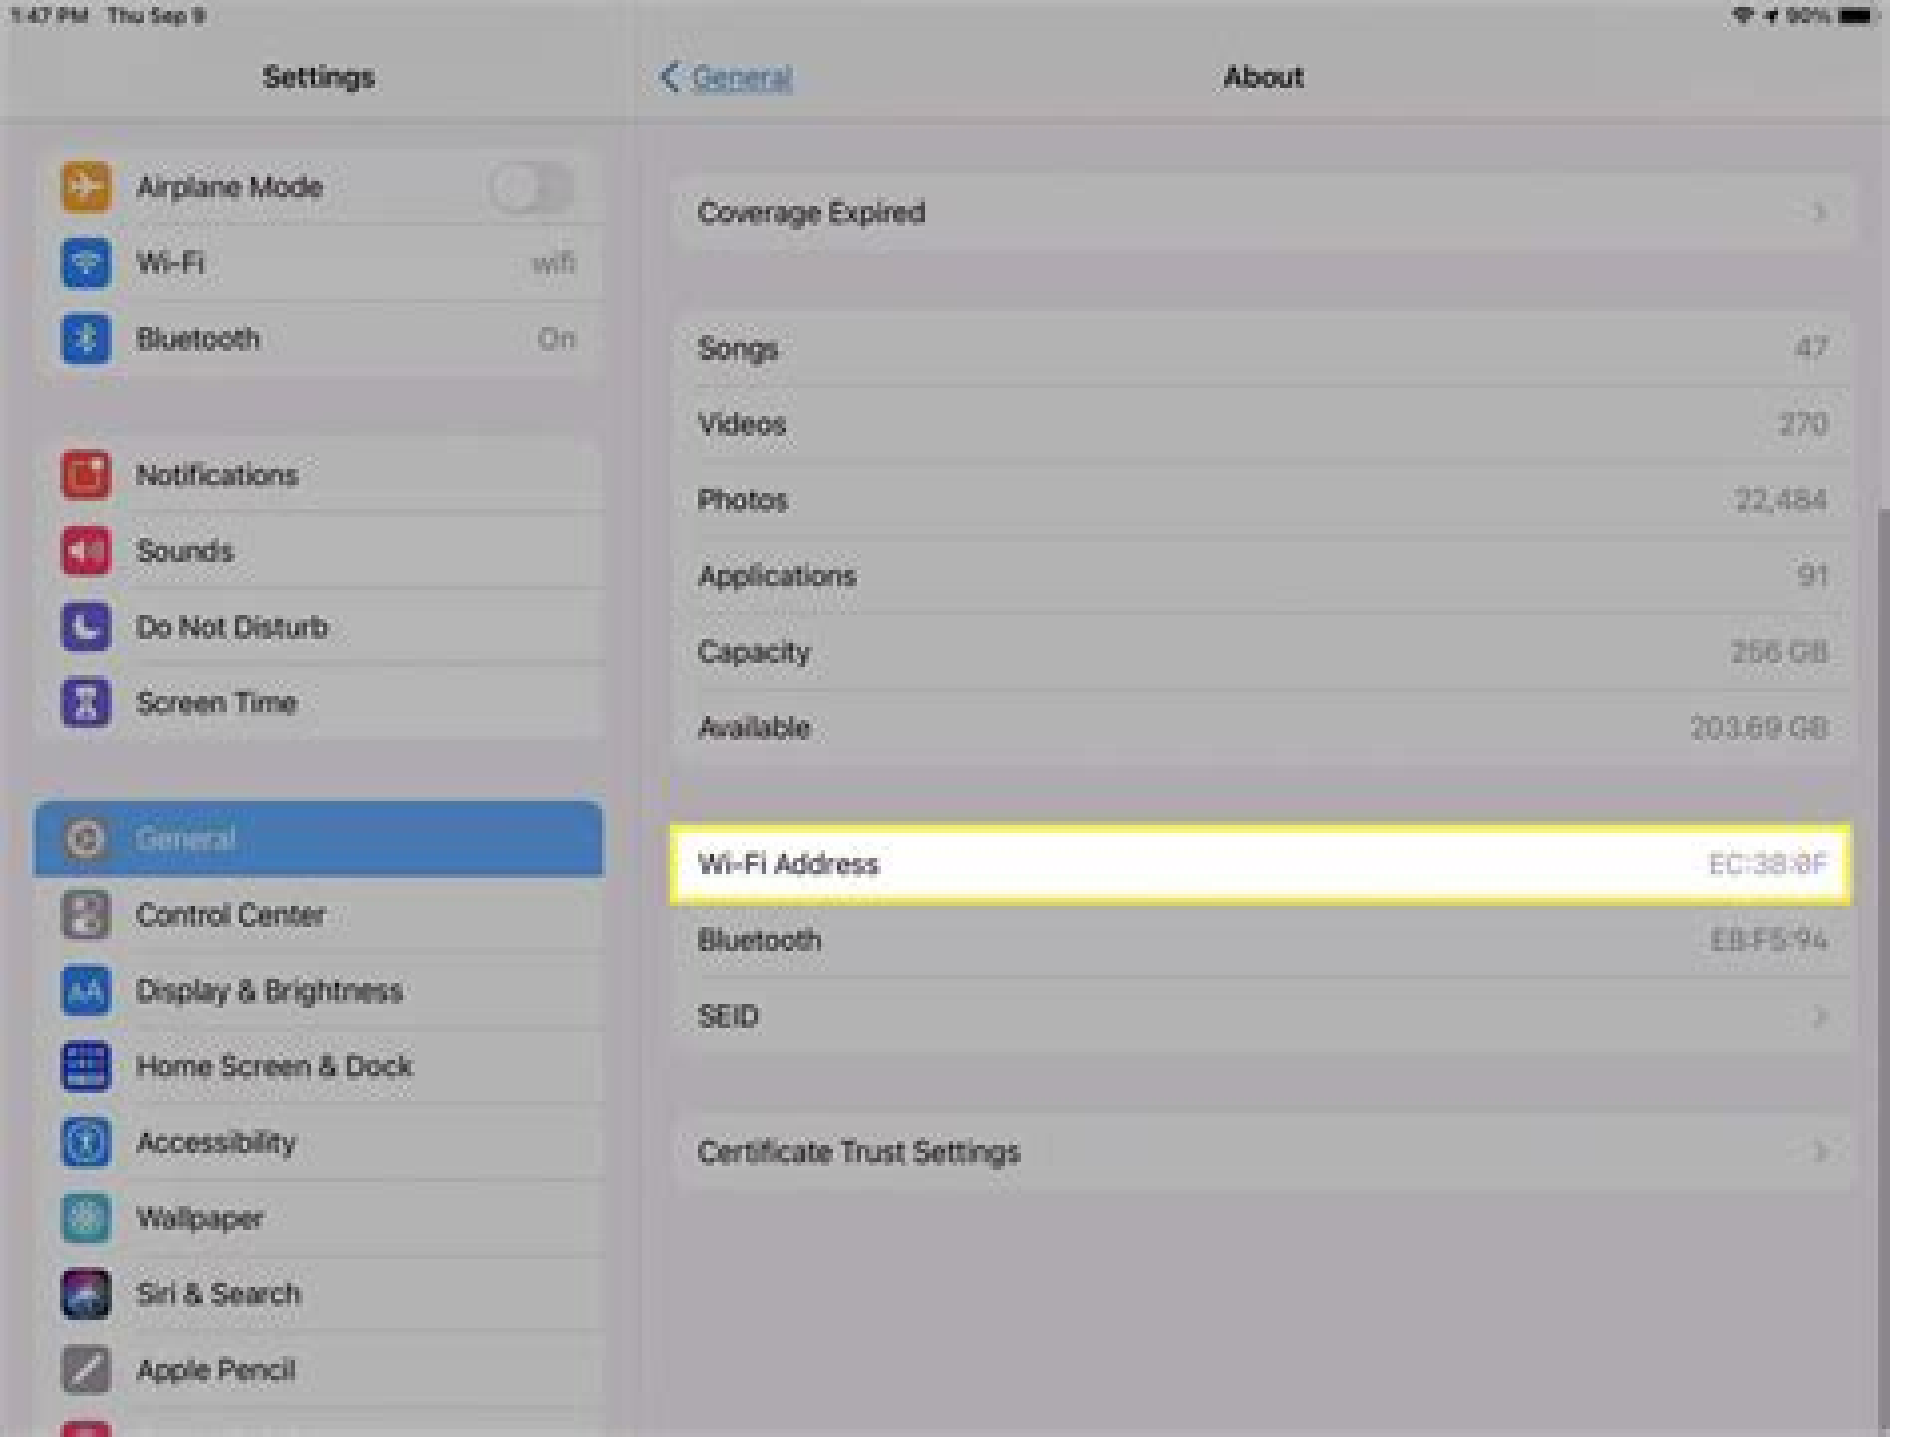 1:47 PM Thu Sep 9
90%
Settings
General
About
Airplane Mode
Wi-Fi
wifi
Bluetooth
On
Notifications
Sounds
Do Not Disturb
Screen Time
General
Control Center
Display & Brightness
AA
Home Screen & Dock
Accessibility
Wallpaper
Siri & Search
Apple Pencil
Coverage Expired
Songs
47
Videos
270
Photos
22,484
Applications
91
Capacity
256 GB
Available
203.69 GB
Wi-Fi Address
EC:38:8F
Bluetooth
EB:F5:94
SEID
Certificate Trust Settings